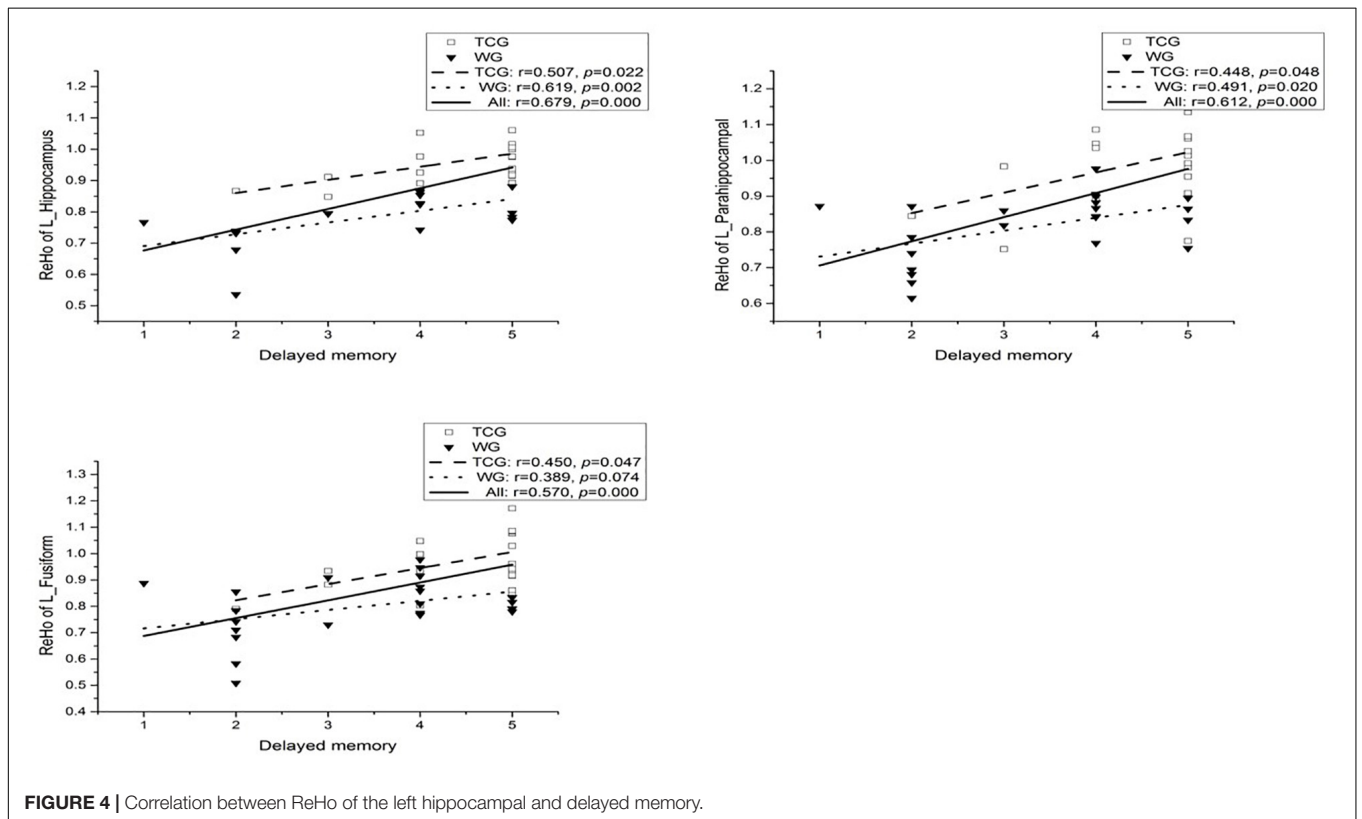 TCG
WG
TCG: r=0.507, p=0.022
WG: r=0.619, p=0.002
All: r=0.679, p=0.000
ReHo of L_Hippocampus
1.2
1.1
1.0
0.9
0.8
0.7
0.6
0.5
1 2 3 4 5
Delayed memory
TCG
WG
TCG: r=0.448, p=0.048
WG: r=0.491, p=0.020
All: r=0.612, p=0.000
ReHo of L_Parahippocampal
1.2
1.1
1.0
0.9
0.8
0.7
0.6
1 2 3 4 5
Delayed memory
TCG
WG
TCG: r=0.450, p=0.047
WG: r=0.389, p=0.074
All: r=0.570, p=0.000
ReHo of L_Fusiform
1.3
1.2
1.1
1.0
0.9
0.8
0.7
0.6
0.5
0.4
1 2 3 4 5
Delayed memory
FIGURE 4 | Correlation between ReHo of the left hippocampal and delayed memory.